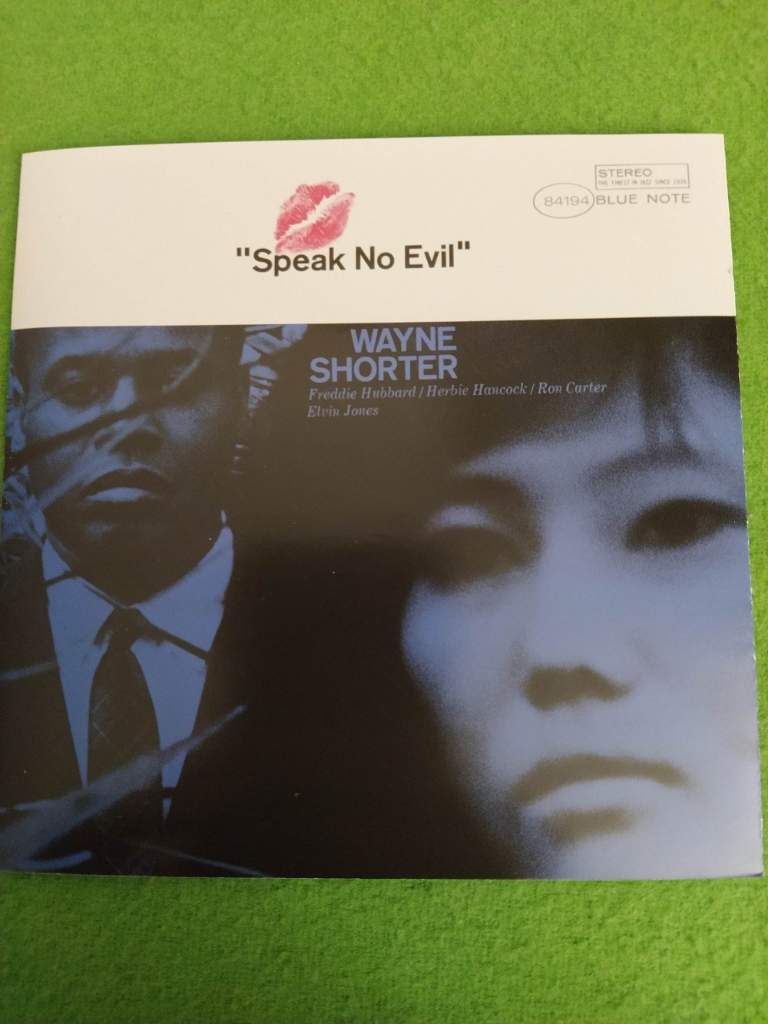 STEREO
THE FINEST IN JAZZ SINCE 1939
84194 BLUE NOTE
"Speak No Evil"
WAYNE
SHORTER
Freddie Hubbard / Herbie Hancock / Ron Carter
Elvin Jones